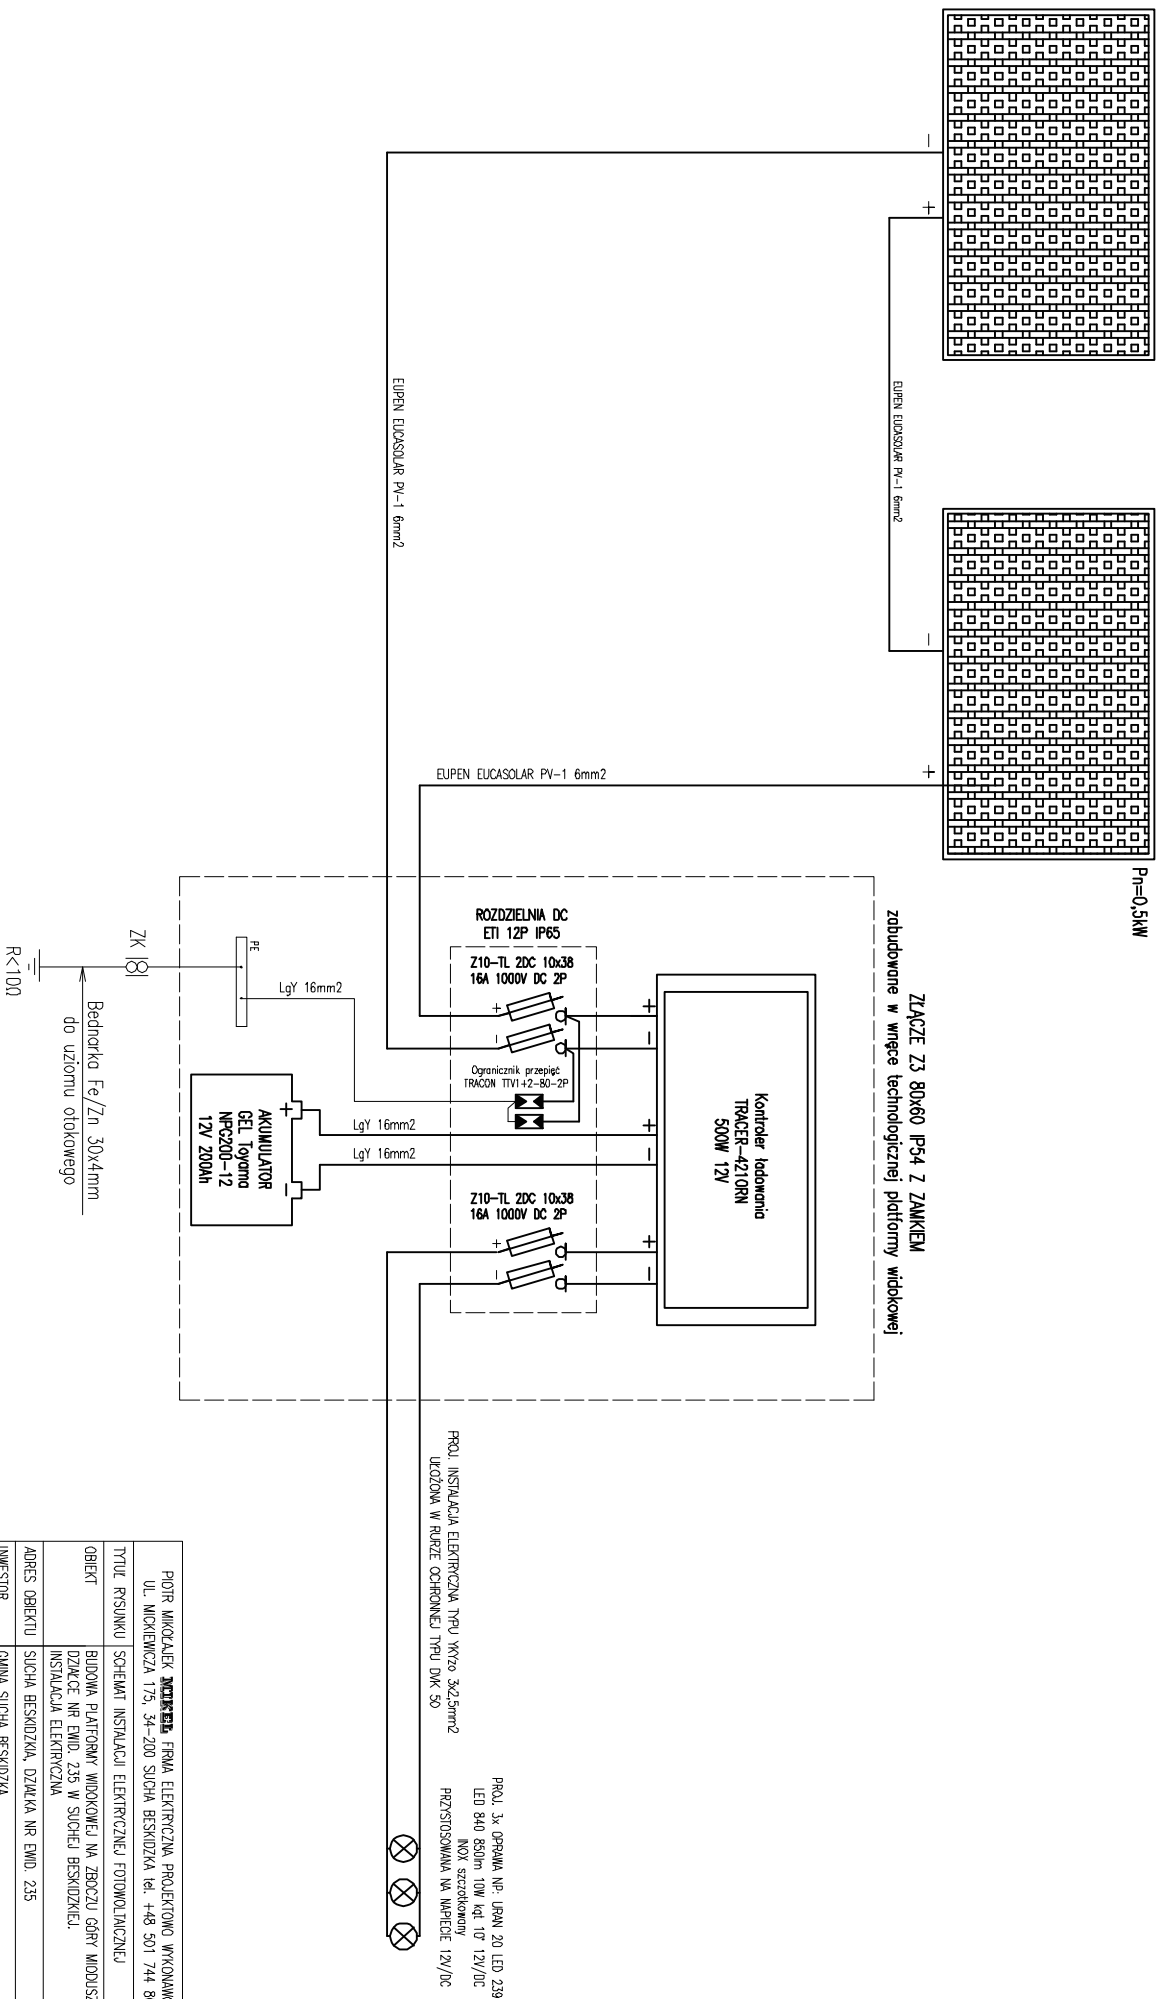 Pn=0,5kW
EUPEN EUCASOLAR PV-1 6mm2
EUPEN EUCASOLAR PV-1 6mm2
EUPEN EUCASOLAR PV-1 6mm2
- + - +
ZŁĄCZE Z3 80x60 IP54 Z ZAMKIEM
zabudowane w wnęce technologicznej platformy widokowej
Kontroler ładowania
TRACER-4210RN
500W 12V
+ - + - + -
ROZDZIELNIA DC
ETI 12P IP65
Z10-TL 2DC 10x38
16A 1000V DC 2P
+ -
Ogranicznik przepięć
TRACON TTV1+2-80-2P
LgY 16mm2
LgY 16mm2
LgY 16mm2
Z10-TL 2DC 10x38
16A 1000V DC 2P
+ -
AKUMULATOR
GEL Toyama
NPG200-12
12V 200Ah
+ -
PE
ZK
Bednarka Fe/Zn 30x4mm
do uziomu otokowego
R<10Ω
PROJ. INSTALACJA ELEKTRYCZNA TYPU YKYżo 3x2,5mm2
UŁOŻONA W RURZE OCHRONNEJ TYPU DVK 50
PROJ. 3x OPRAWA NP: URAN 20 LED 239
LED 840 850lm 10W kąt 10° 12V/DC
INOX szczotkowany
PRZYSTOSOWANA NA NAPIECIE 12V/DC
PIOTR MIKOŁAJEK MIKEL FIRMA ELEKTRYCZNA PROJEKTOWO
UL. MICKIEWICZA 175, 34-200 SUCHA BESKIDZKA tel. +48 501 744
TYTUŁ RYSUNKU SCHEMAT INSTALACJI ELEKTRYCZNEJ FOTOWOLTAICZNEJ
OBIEKT BUDOWA PLATFORMY WIDOKOWEJ NA ZBOCZU GÓRY
DZIAŁCE NR EWID. 235 W SUCHEJ BESKIDZKIEJ.
INSTALACJA ELEKTRYCZNA
ADRES OBIEKTU SUCHA BESKIDZKIA, DZIAŁKA NR EWID. 235
INWESTOR GMINA SUCHA BESKIDZKA